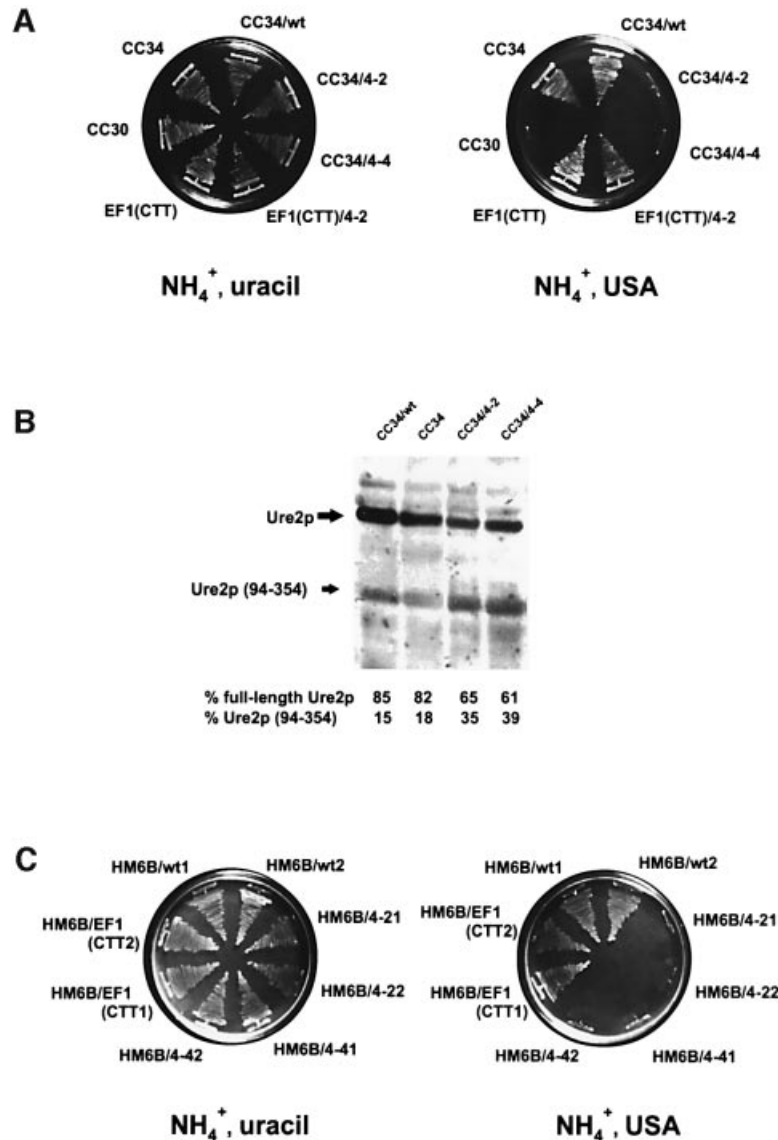 A
CC34/wt
CC34
CC34/4-2
CC30
CC34/4-4
EF1(CTT)
EF1(CTT)/4-2
NH4+, uracil
CC34/wt
CC34
CC34/4-2
CC30
CC34/4-4
EF1(CTT)
EF1(CTT)/4-2
NH4+, USA
B
CC34/wt
CC34
CC34/4-2
CC34/4-4
Ure2p
Ure2p (94-354)
% full-length Ure2p 85 82 65 61
% Ure2p (94-354) 15 18 35 39
C
HM6B/wt1
HM6B/wt2
HM6B/EF1
(CTT2)
HM6B/4-21
HM6B/EF1
(CTT1)
HM6B/4-22
HM6B/4-42
HM6B/4-41
NH4+, uracil
HM6B/wt1
HM6B/wt2
HM6B/EF1
(CTT2)
HM6B/4-21
HM6B/EF1
(CTT1)
HM6B/4-22
HM6B/4-42
HM6B/4-41
NH4+, USA